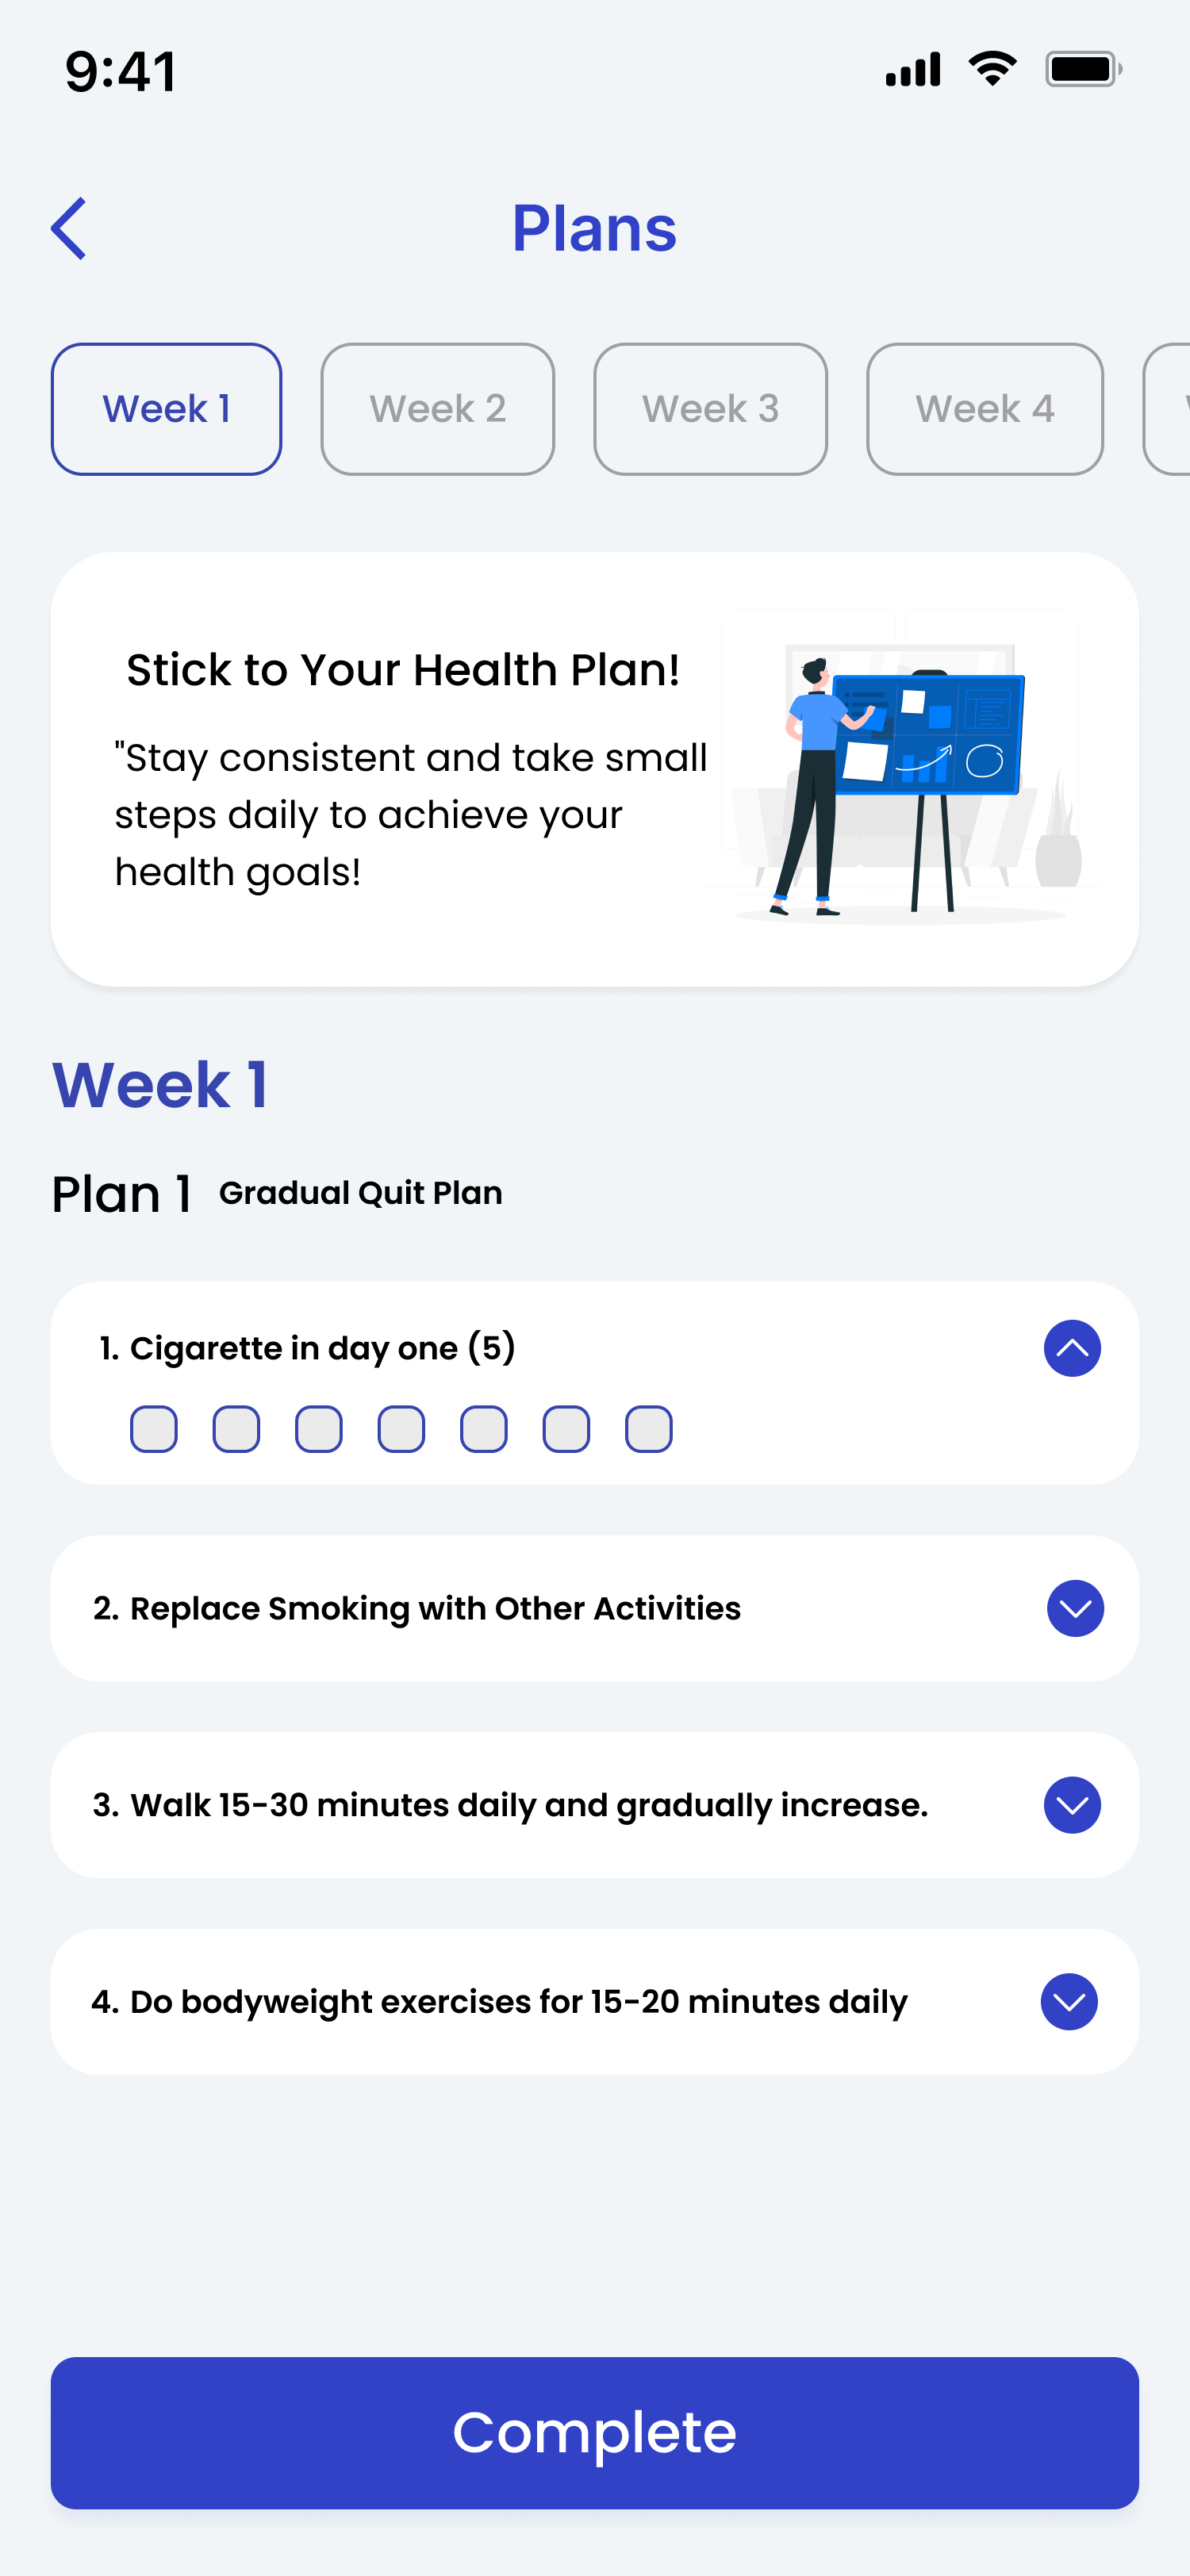 9:41
Plans
Week 1
Week 2
Week 3
Week 4
Stick to Your Health Plan!
"Stay consistent and take small
steps daily to achieve your
health goals!
Week 1
Plan 1 Gradual Quit Plan
1. Cigarette in day one (5)
2. Replace Smoking with Other Activities
3. Walk 15-30 minutes daily and gradually increase.
4. Do bodyweight exercises for 15-20 minutes daily
Complete